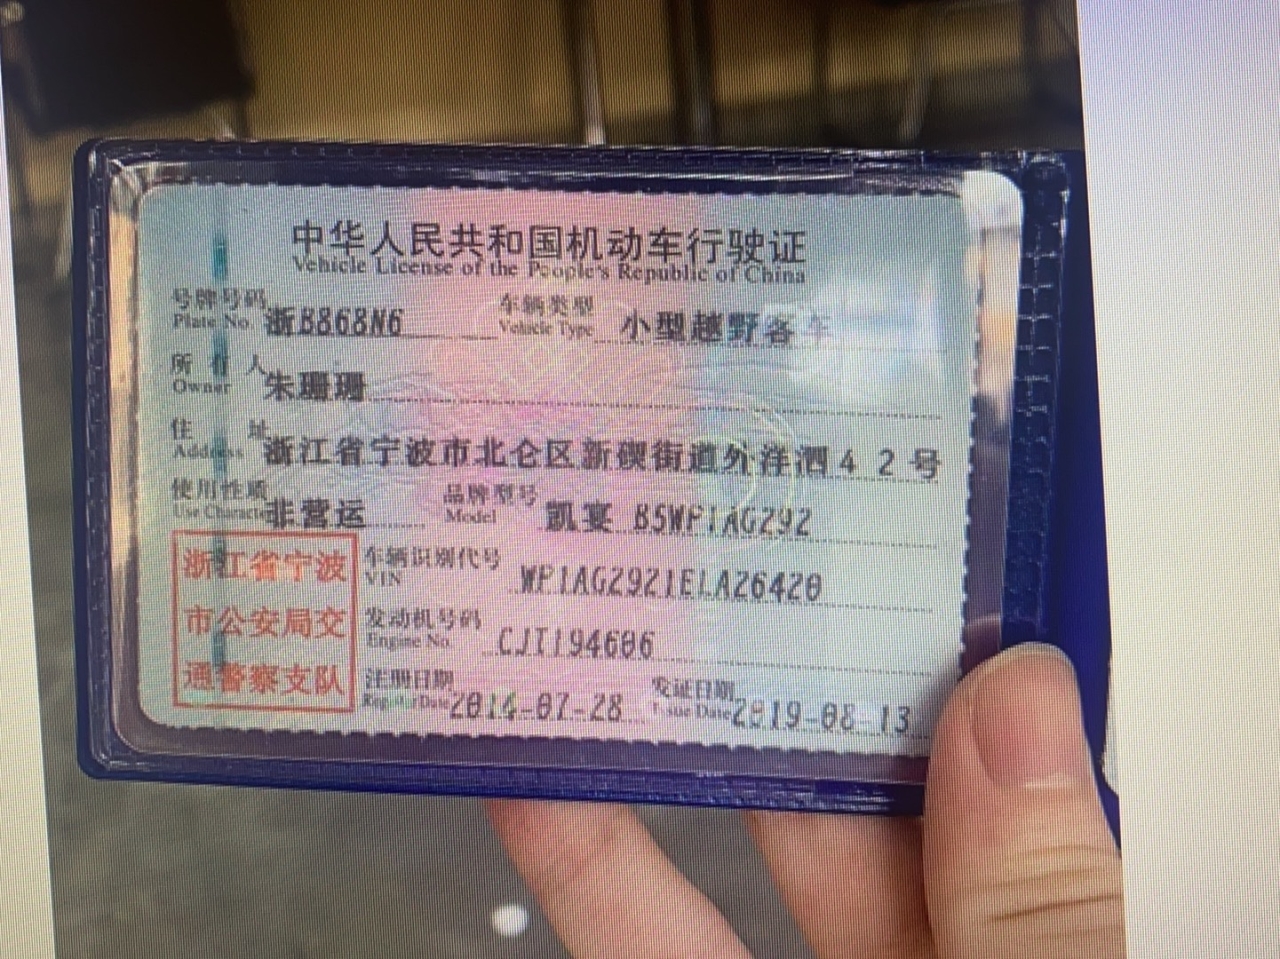 中华人民共和国机动车行驶证
Vehicle License of the People's Republic of China
号牌号码 浙B868N6 车辆类型 小型越野客车
Plate No. Vehicle Type
所有人 朱珊珊
Owner
住址 浙江省宁波市北仑区新碶街道外洋泗42号
Address
使用性质 非营运 品牌型号 凯宴 BSWP1AG292
Use Character Model
浙江省宁波
市公安局交
通警察支队
车辆识别代号 WP1AG2921ELA26420
VIN
发动机号码 CJT194606
Engine No.
注册日期 2014-07-28 发证日期 2019-08-13
Register Date Issue Date